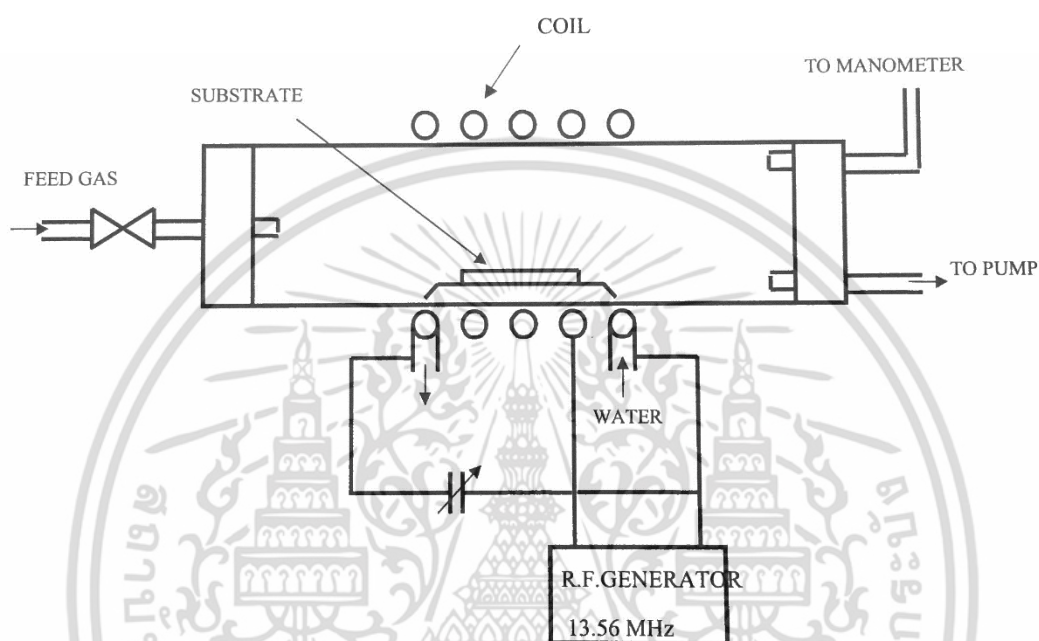 COIL
TO MANOMETER
SUBSTRATE
FEED GAS
TO PUMP
WATER
R.F.GENERATOR
13.56 MHz